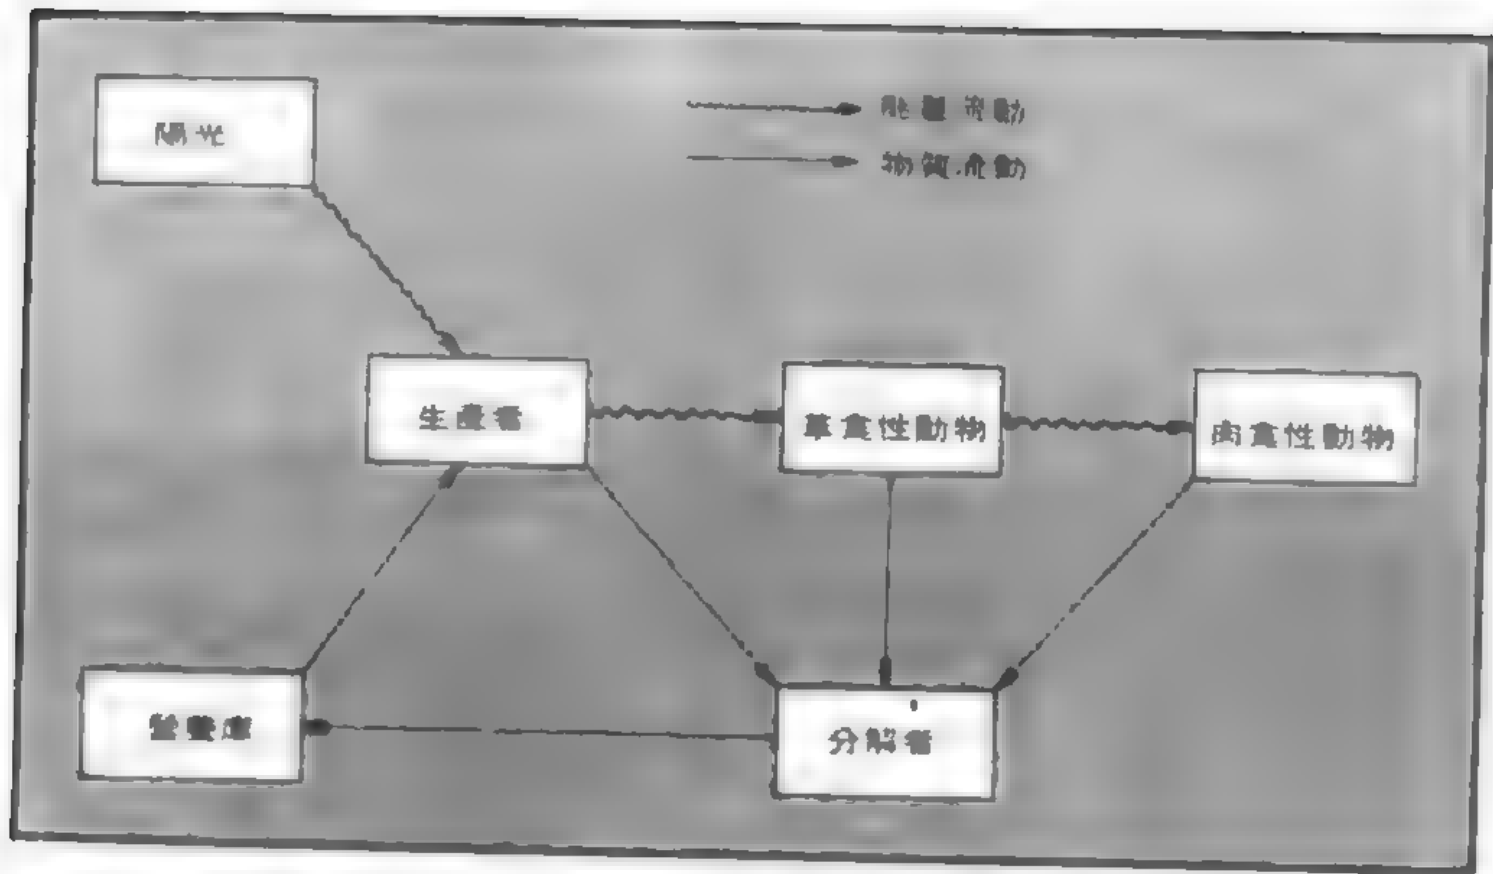 陽光
能量流動
物質流動
生產者
草食性動物
肉食性動物
營養庫
分解者